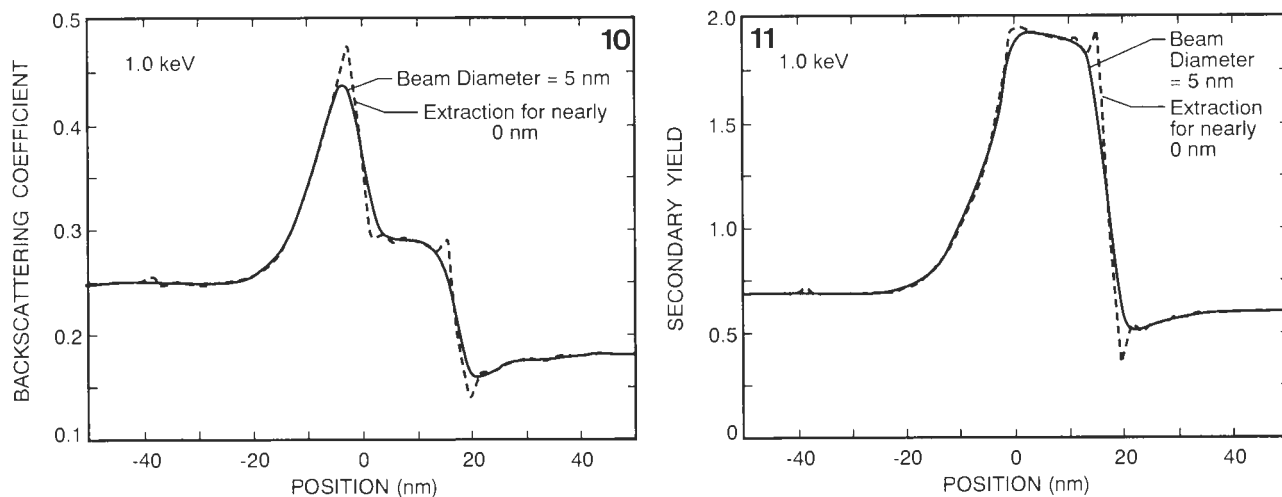 0.5
0.4
0.3
0.2
0.1
BACKSCATTERING COEFFICIENT
1.0 keV
10
Beam Diameter = 5 nm
Extraction for nearly
0 nm
-40
-20
0
20
40
POSITION (nm)
2.0
1.5
1.0
0.5
0
SECONDARY YIELD
11
1.0 keV
Beam
Diameter
= 5 nm
Extraction
for nearly
0 nm
-40
-20
0
20
40
POSITION (nm)